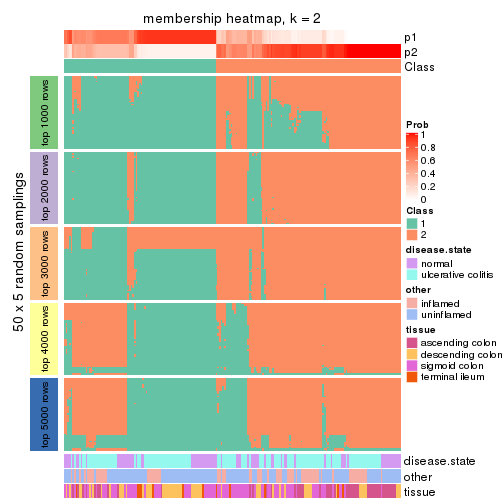 membership heatmap, k = 2
p1
p2
Class
50 x 5 random samplings
top 1000 rows
top 2000 rows
top 3000 rows
top 4000 rows
top 5000 rows
Prob
1
0.8
0.6
0.4
0.2
0
Class
1
2
disease.state
normal
ulcerative colitis
other
inflamed
uninflamed
tissue
ascending colon
descending colon
sigmoid colon
terminal ileum
disease.state
other
tissue